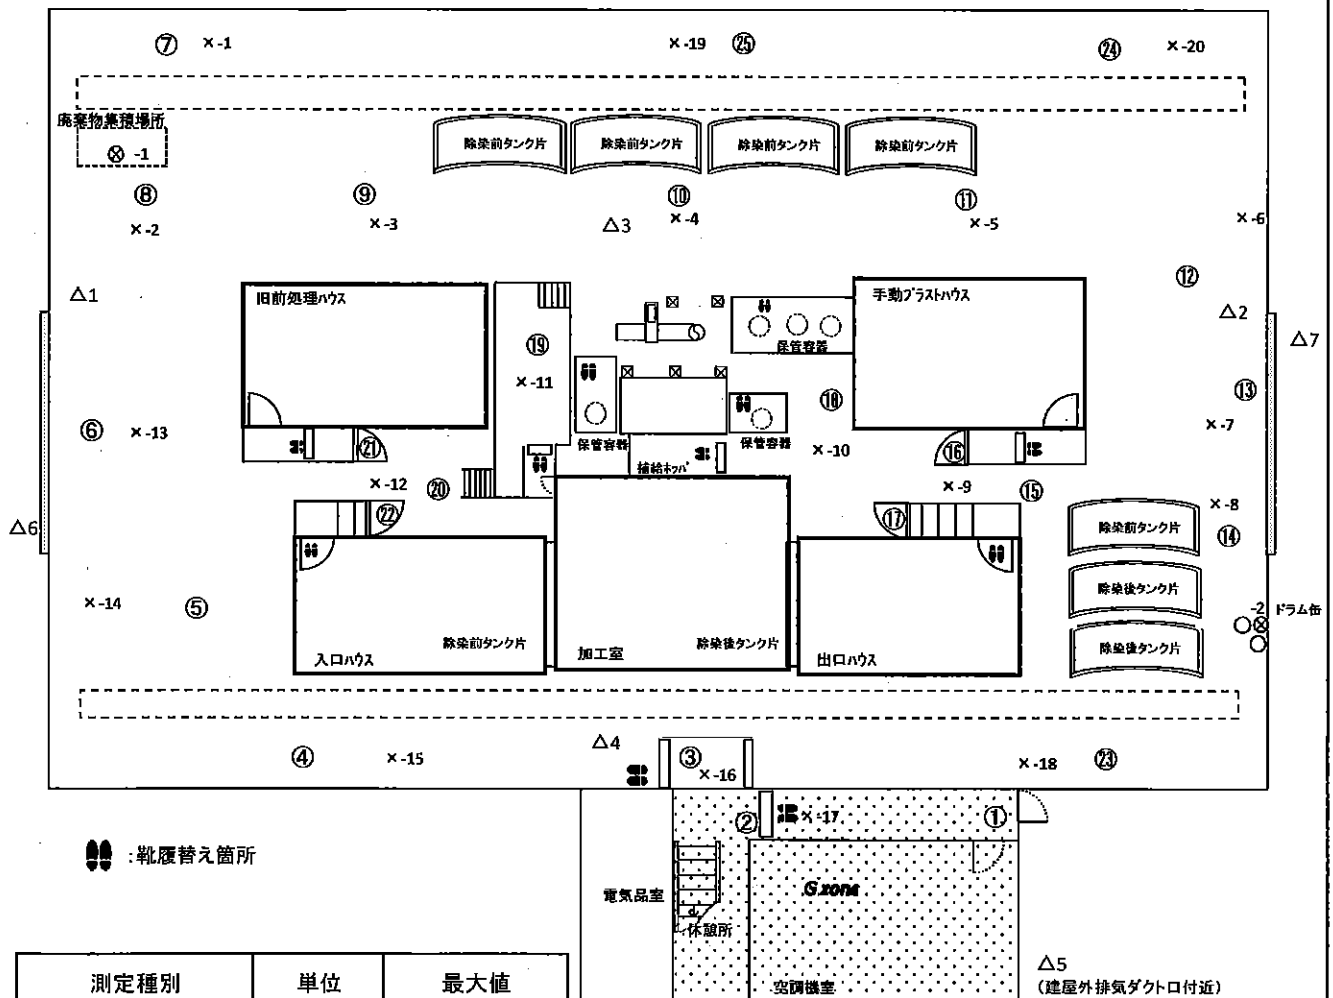 ⑦ ×-1 ×-19 ㉕ ㉔ ×-20
廃棄物集積場所
⊗ -1
除染前タンク片 除染前タンク片 除染前タンク片 除染前タンク片
⑧ ⑨ ⑩ ⑪
×-2 ×-3 △3 ×-4 ×-5 ×-6
⑫
△1 旧前処理ハウス 手動ブラストハウス
△2
⑲ 保管容器 △7
×-11 ⑬
⑱
⑥ ×-13 ×-7
㉑ 保管容器 保管容器 ×-10 ⑯
補給ホッパ
×-12 ⑳ ×-9 ⑮
△6 ㉒ ⑰ ×-8
除染前タンク片 ⑭
×-14 ⑤ 除染後タンク片
-2 ドラム缶
除染前タンク片 除染後タンク片 除染後タンク片
入口ハウス 加工室 出口ハウス
④ ×-15 △4 ③ ×-16 ×-18 ㉓
② ×-17 ①
:靴履替え箇所
電気品室 G zone
休憩所
△5
空調機室 (建屋外排気ダクト口付近)
測定種別 単位 最大値